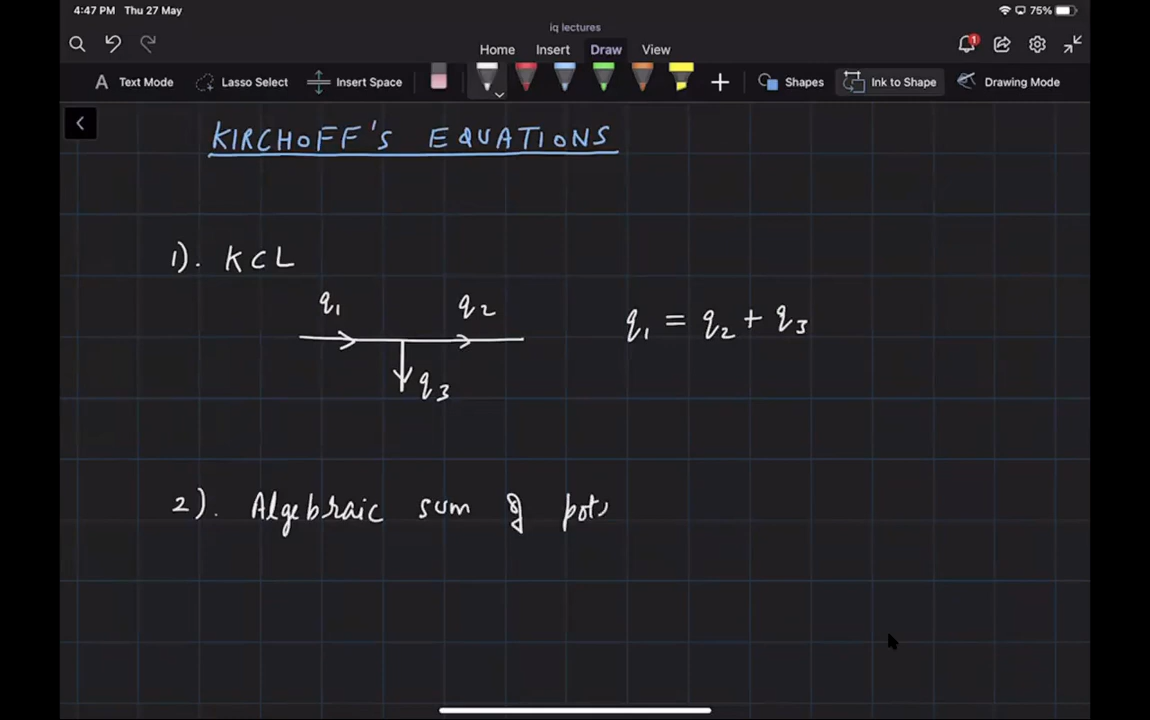 4:47 PM Thu 27 May
75%
iq lectures
Home Insert Draw View
1
Text Mode Lasso Select Insert Space Shapes Ink to Shape Drawing Mode
KIRCHOFF'S EQUATIONS
1). KCL
q1 q2
q1 = q2 + q3
q3
2). Algebraic sum of